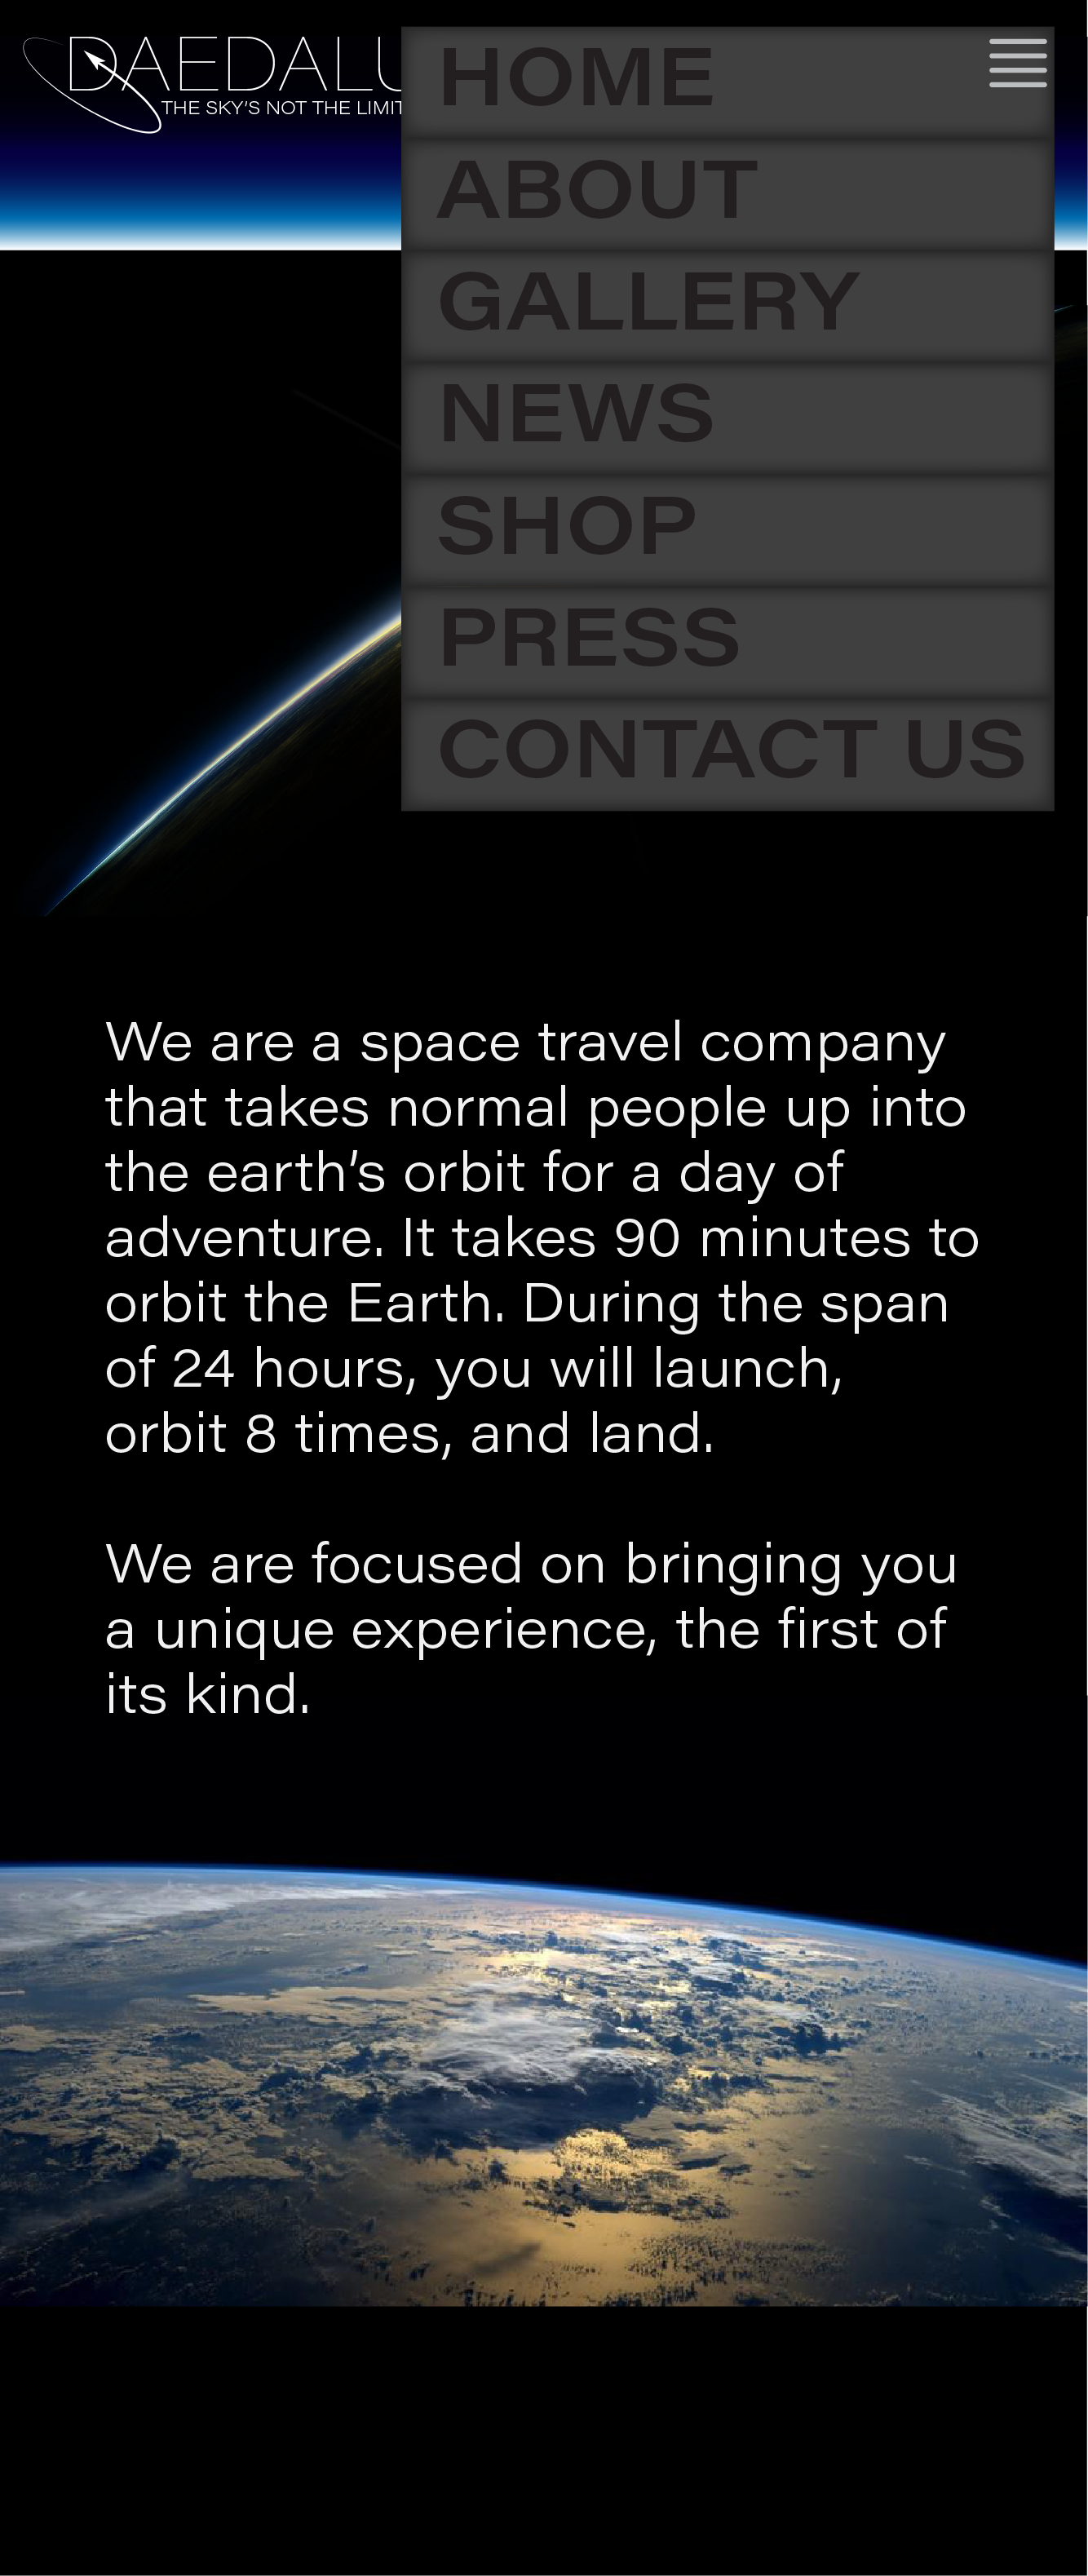 DAEDALU
THE SKY'S NOT THE LIMIT
HOME
ABOUT
GALLERY
NEWS
SHOP
PRESS
CONTACT US
We are a space travel company
that takes normal people up into
the earth’s orbit for a day of
adventure. It takes 90 minutes to
orbit the Earth. During the span
of 24 hours, you will launch,
orbit 8 times, and land.
We are focused on bringing you
a unique experience, the first of
its kind.